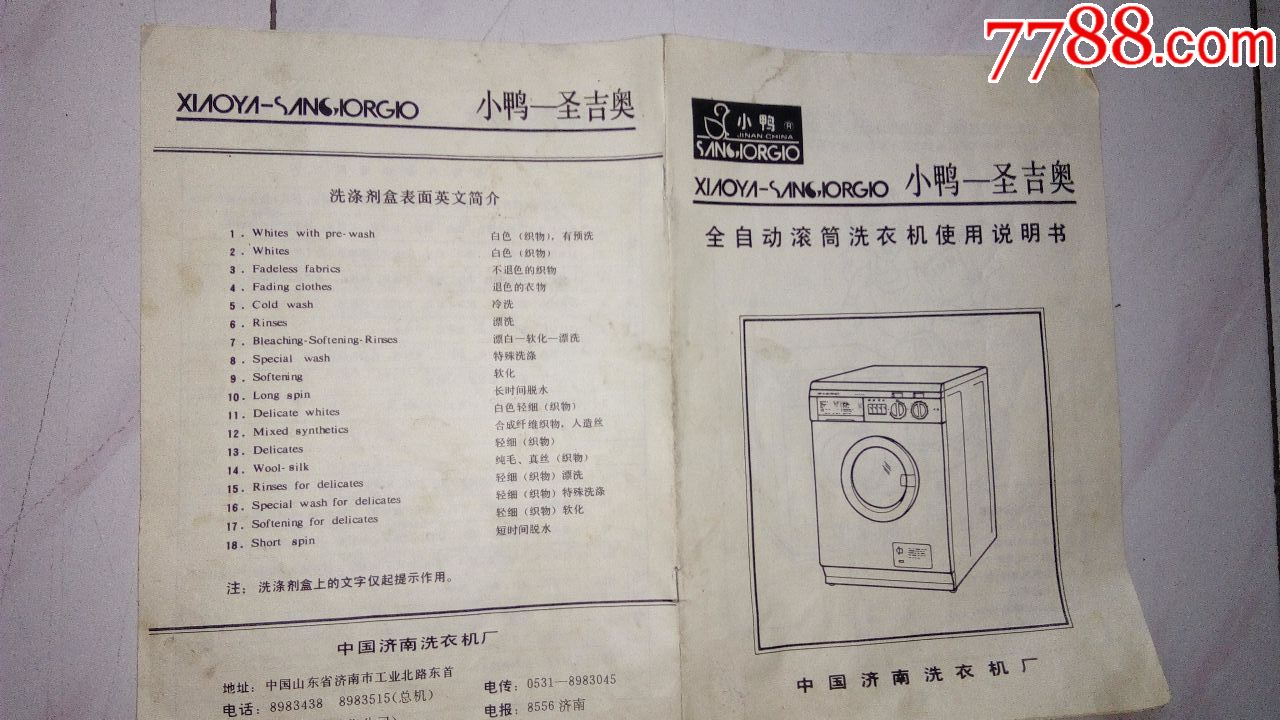 7788.com
XIAOYA-SANGIORGIO 小鸭—圣吉奥
洗涤剂盒表面英文简介
1. Whites with pre-wash 白色（织物），有预洗
2. Whites 白色（织物）
3. Fadeless fabrics 不退色的织物
4. Fading clothes 退色的衣物
5. Cold wash 冷洗
6. Rinses 漂洗
7. Bleaching-Softening-Rinses 漂白—软化—漂洗
8. Special wash 特殊洗涤
9. Softening 软化
10. Long spin 长时间脱水
11. Delicate whites 白色轻细（织物）
12. Mixed synthetics 合成纤维织物，人造丝
13. Delicates 轻细（织物）
14. Wool-silk 纯毛、真丝（织物）
15. Rinses for delicates 轻细（织物）漂洗
16. Special wash for delicates 轻细（织物）特殊洗涤
17. Softening for delicates 轻细（织物）软化
18. Short spin 短时间脱水
注：洗涤剂盒上的文字仅起提示作用。
中国济南洗衣机厂
地址：中国山东省济南市工业北路东首
电话：8983438 8983515（总机）
电传：0531—8983045
电报：8556 济南
小鸭 ®
JINAN·CHINA
SANGIORGIO
XIAOYA-SANGIORGIO 小鸭—圣吉奥
全自动滚筒洗衣机使用说明书
中国济南洗衣机厂